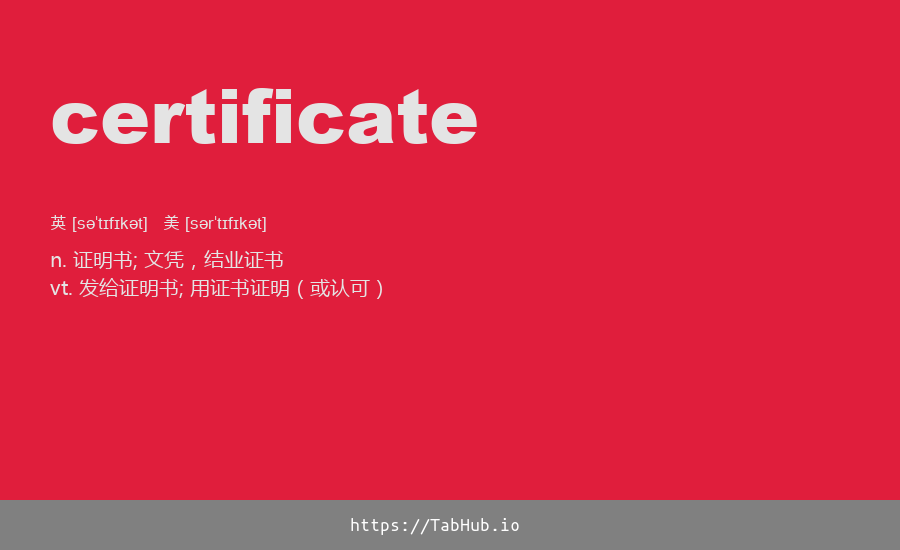 certificate
英 [səˈtɪfɪkət]　美 [sərˈtɪfɪkət]
n. 证明书; 文凭，结业证书
vt. 发给证明书; 用证书证明（或认可）
https://TabHub.io